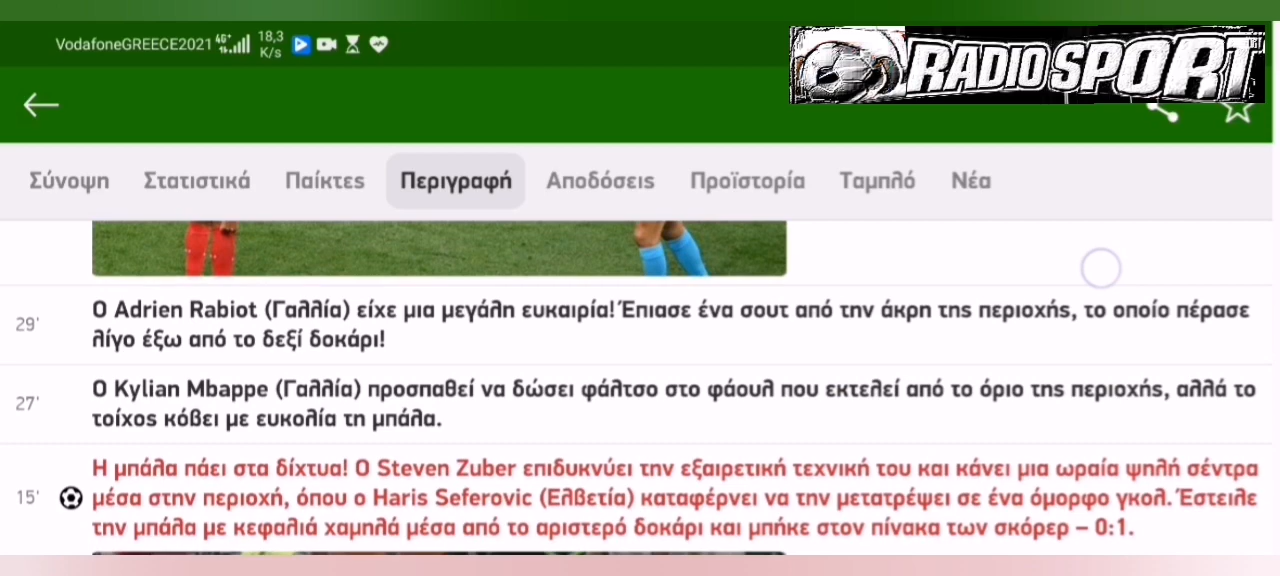 VodafoneGREECE2021 4G+ 18,3 K/s
RADIO SPORT
Σύνοψη Στατιστικά Παίκτες Περιγραφή Αποδόσεις Προϊστορία Ταμπλό Νέα
29' Ο Adrien Rabiot (Γαλλία) είχε μια μεγάλη ευκαιρία! Έπιασε ένα σουτ από την άκρη της περιοχής, το οποίο πέρασε
λίγο έξω από το δεξί δοκάρι!
27' Ο Kylian Mbappe (Γαλλία) προσπαθεί να δώσει φάλτσο στο φάουλ που εκτελεί από το όριο της περιοχής, αλλά το
τοίχος κόβει με ευκολία τη μπάλα.
Η μπάλα πάει στα δίχτυα! Ο Steven Zuber επιδυκνύει την εξαιρετική τεχνική του και κάνει μια ωραία ψηλή σέντρα
15' μέσα στην περιοχή, όπου ο Haris Seferovic (Ελβετία) καταφέρνει να την μετατρέψει σε ένα όμορφο γκολ. Έστειλε
την μπάλα με κεφαλιά χαμηλά μέσα από το αριστερό δοκάρι και μπήκε στον πίνακα των σκόρερ – 0:1.